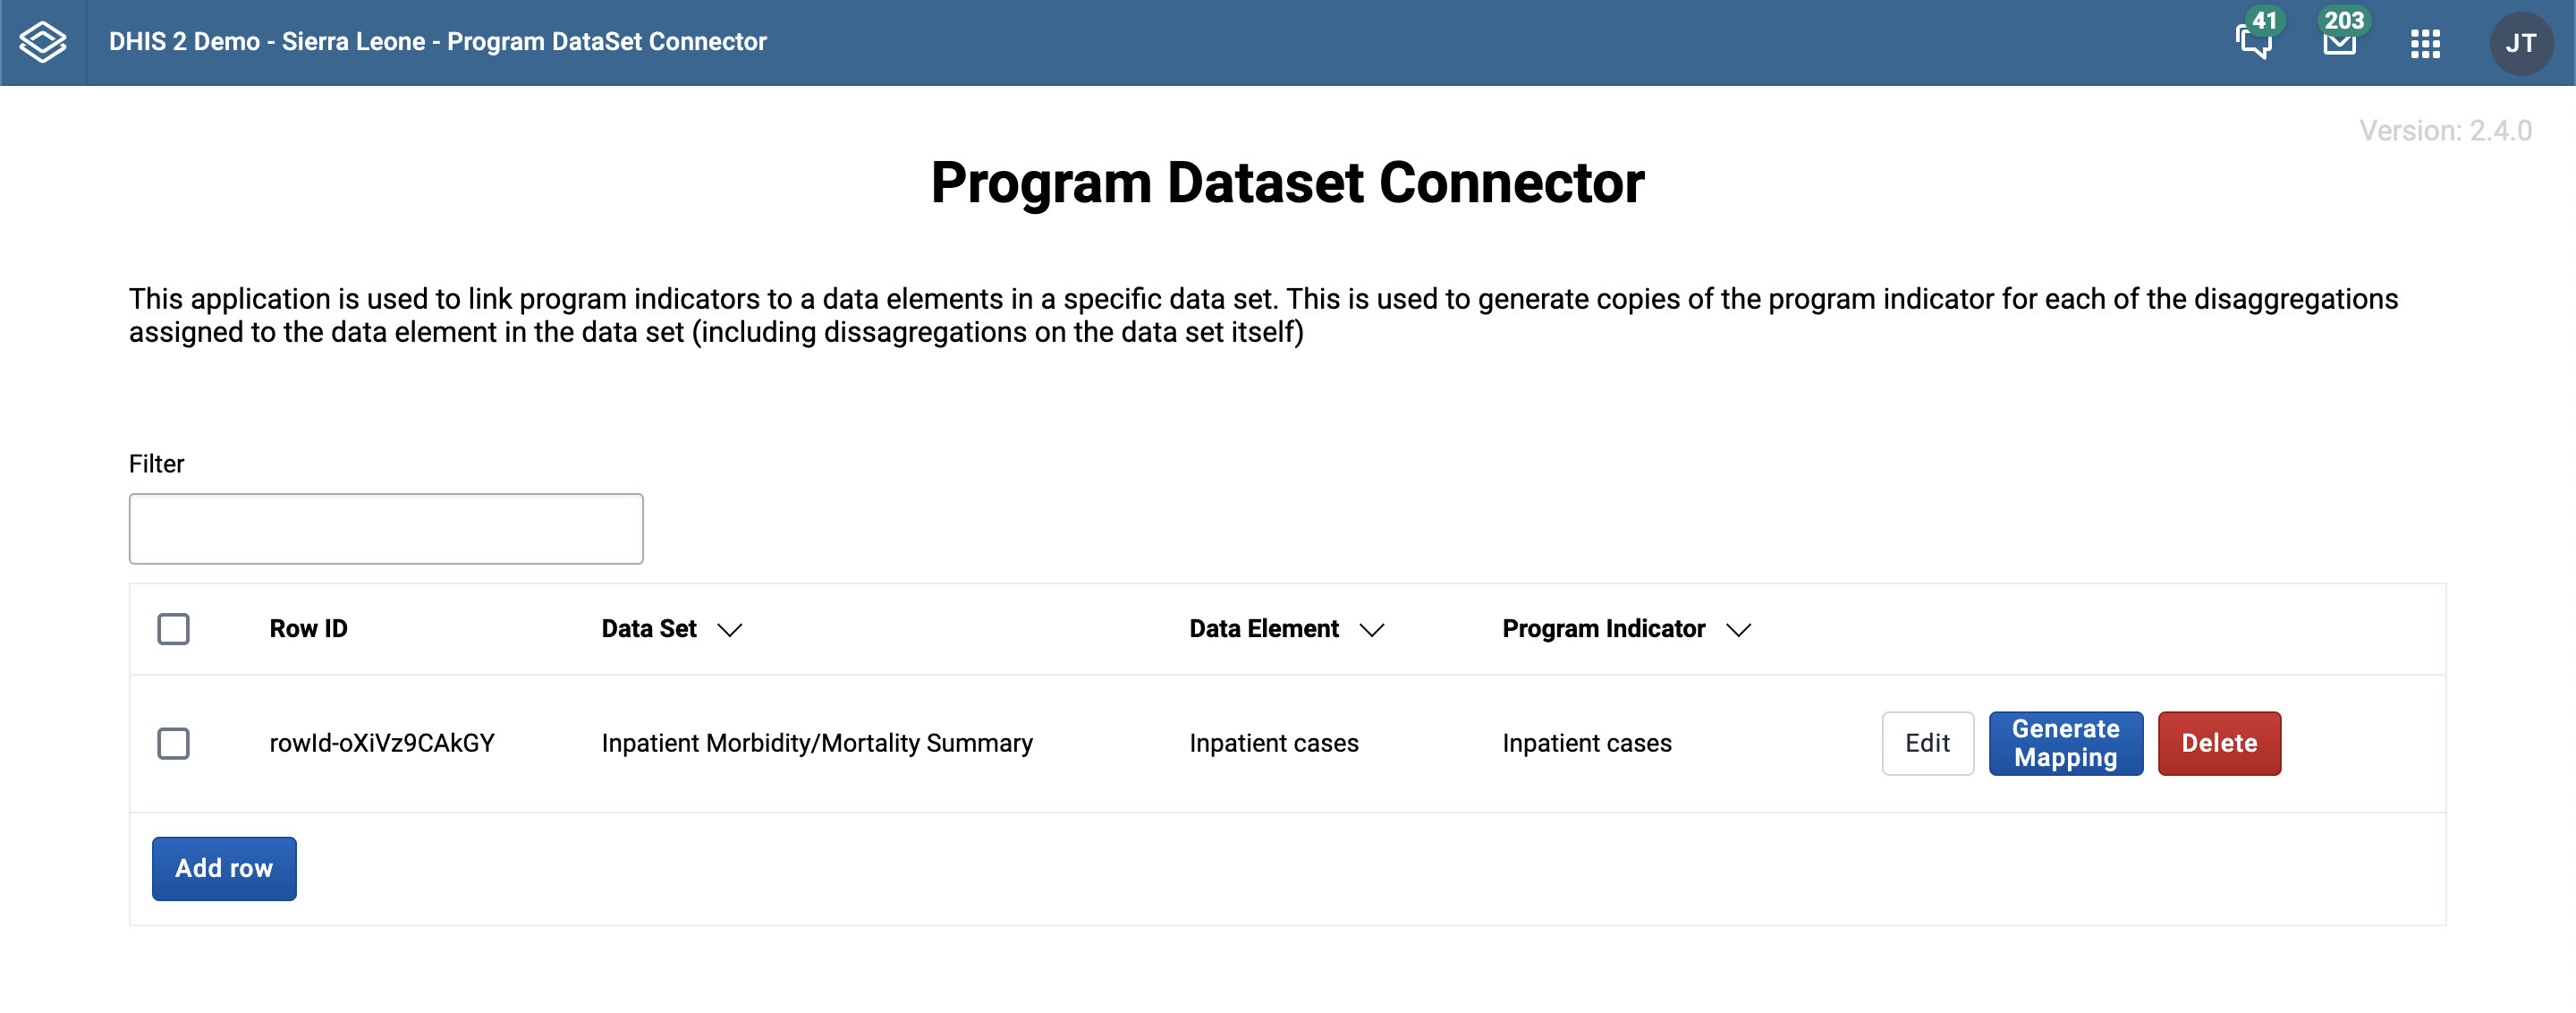 DHIS 2 Demo - Sierra Leone - Program DataSet Connector
41
203
JT
Version: 2.4.0
Program Dataset Connector
This application is used to link program indicators to a data elements in a specific data set. This is used to generate copies of the program indicator for each of the disaggregations
assigned to the data element in the data set (including dissagregations on the data set itself)
Filter
Row ID Data Set Data Element Program Indicator
rowId-oXiVz9CAkGY Inpatient Morbidity/Mortality Summary Inpatient cases Inpatient cases Edit Generate Mapping Delete
Add row